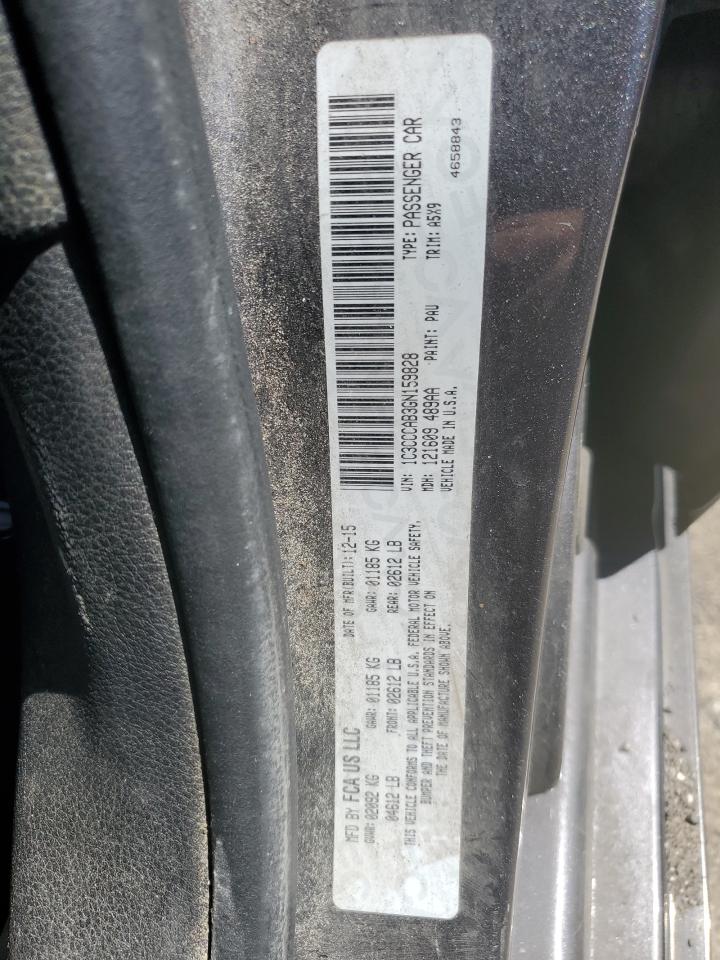 MFD BY FCA US LLC
DATE OF MFR(BUILT): 12-15
GVWR: 02092 KG
GAWR: 01185 KG
GAWR: 01185 KG
04612 LB
FRONT: 02612 LB
REAR: 02612 LB
THIS VEHICLE CONFORMS TO ALL APPLICABLE U.S.A. FEDERAL MOTOR VEHICLE SAFETY,
BUMPER AND THEFT PREVENTION STANDARDS IN EFFECT ON
THE DATE OF MANUFACTURE SHOWN ABOVE.
VIN: 1C3CCCAB3GN159828
TYPE: PASSENGER CAR
MDH: 121609 489AA
PAINT: PAU
TRIM: A5X9
VEHICLE MADE IN U.S.A.
4658843